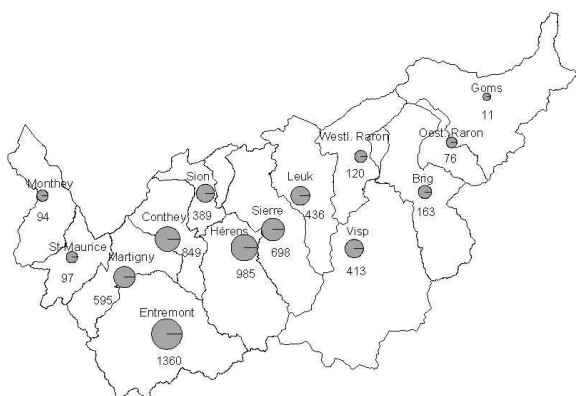 Goms
11
Westl. Raron
120
Oest. Raron
76
Monthey
94
Sion
389
Leuk
436
Brig
163
Conthey
849
Sierre
698
Hérens
985
Visp
413
St-Maurice
97
Martigny
595
Entremont
1360